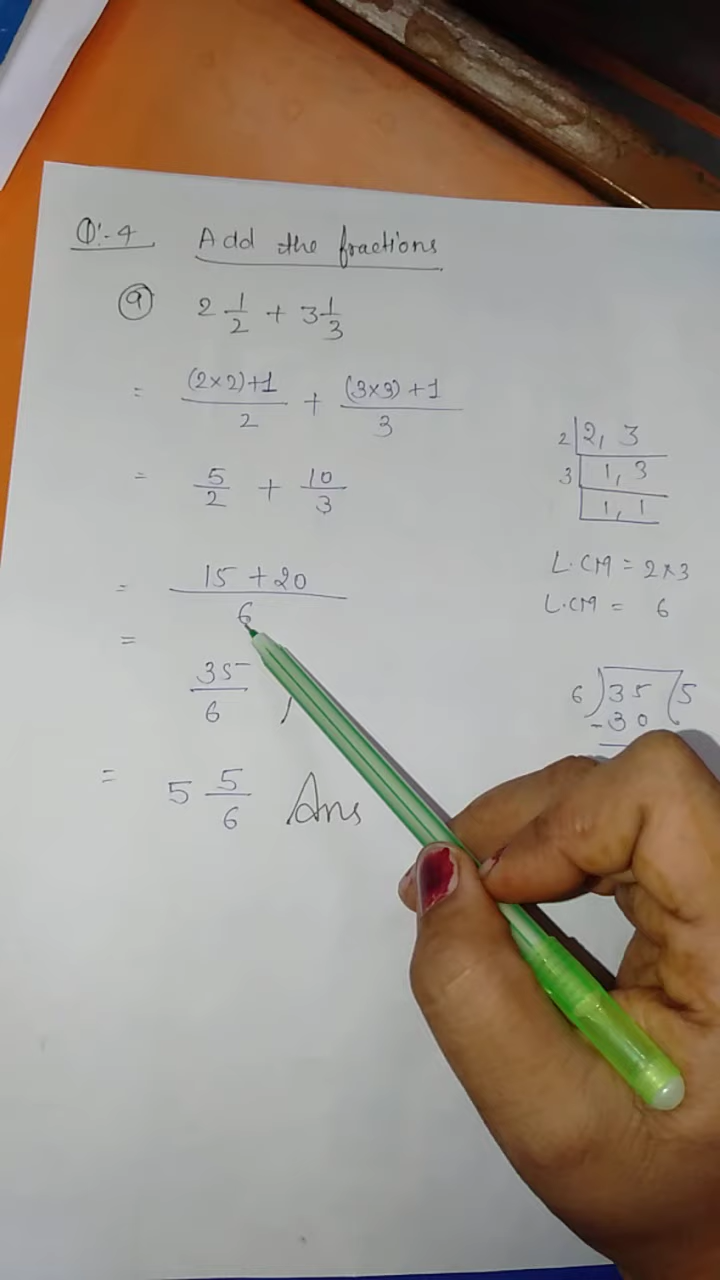 Q:-4 Add the fractions
(a) 2 1/2 + 3 1/3
= (2×2)+1/2 + (3×3)+1/3
= 5/2 + 10/3
= 15+20/6
=
35/6
= 5 5/6 Ans
2|2, 3
3|1, 3
|1, 1
L.CM = 2×3
L.CM = 6
6)35(5
-30